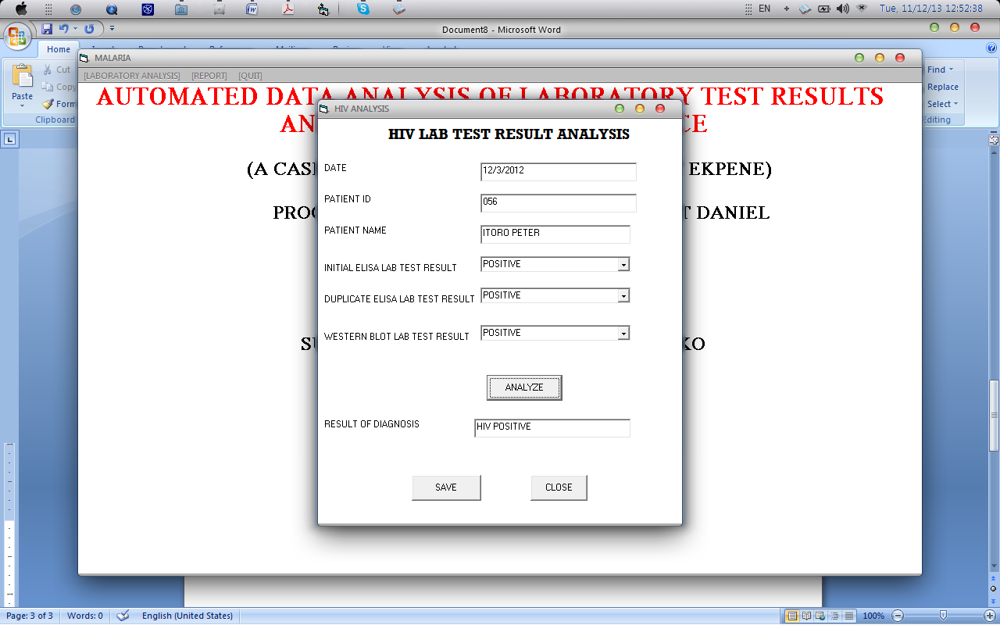 EN
Tue, 11/12/13 12:52:38
Document8 - Microsoft Word
Home
Paste
Cut
Copy
Form
Clipboard
Find
Replace
Select
Editing
MALARIA
[LABORATORY ANALYSIS] [REPORT] [QUIT]
AUTOMATED DATA ANALYSIS OF LABORATORY TEST RESULTS
AN CE
(A CASE EKPENE)
PROG T DANIEL
SU KO
HIV ANALYSIS
HIV LAB TEST RESULT ANALYSIS
DATE 12/3/2012
PATIENT ID 056
PATIENT NAME ITORO PETER
INITIAL ELISA LAB TEST RESULT POSITIVE
DUPLICATE ELISA LAB TEST RESULT POSITIVE
WESTERN BLOT LAB TEST RESULT POSITIVE
ANALYZE
RESULT OF DIAGNOSIS HIV POSITIVE
SAVE CLOSE
Page: 3 of 3 Words: 0 English (United States) 100%